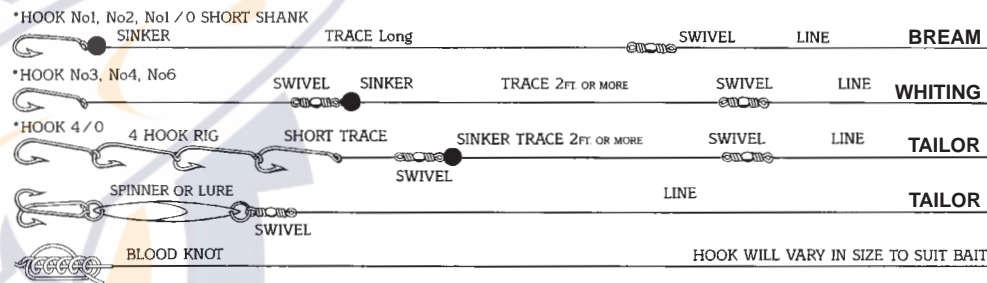 *HOOK No1, No2, No1/0 SHORT SHANK
SINKER TRACE Long SWIVEL LINE BREAM
*HOOK No3, No4, No6
SWIVEL SINKER TRACE 2FT. OR MORE SWIVEL LINE WHITING
*HOOK 4/0
4 HOOK RIG SHORT TRACE SINKER TRACE 2FT. OR MORE SWIVEL LINE TAILOR
SWIVEL
SPINNER OR LURE LINE TAILOR
SWIVEL
BLOOD KNOT HOOK WILL VARY IN SIZE TO SUIT BAIT